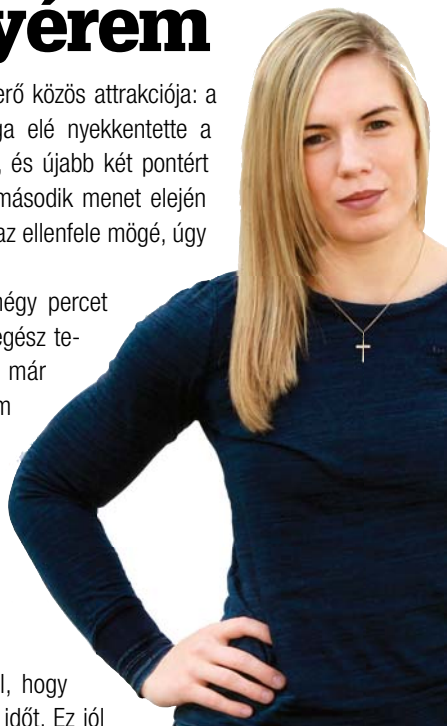 yérem
erő közös attrakciója: a
ga elé nyekkentette a
, és újabb két pontért
második menet elején
az ellenfele mögé, úgy
négy percet
egész te-
már
m
l, hogy
időt. Ez jól